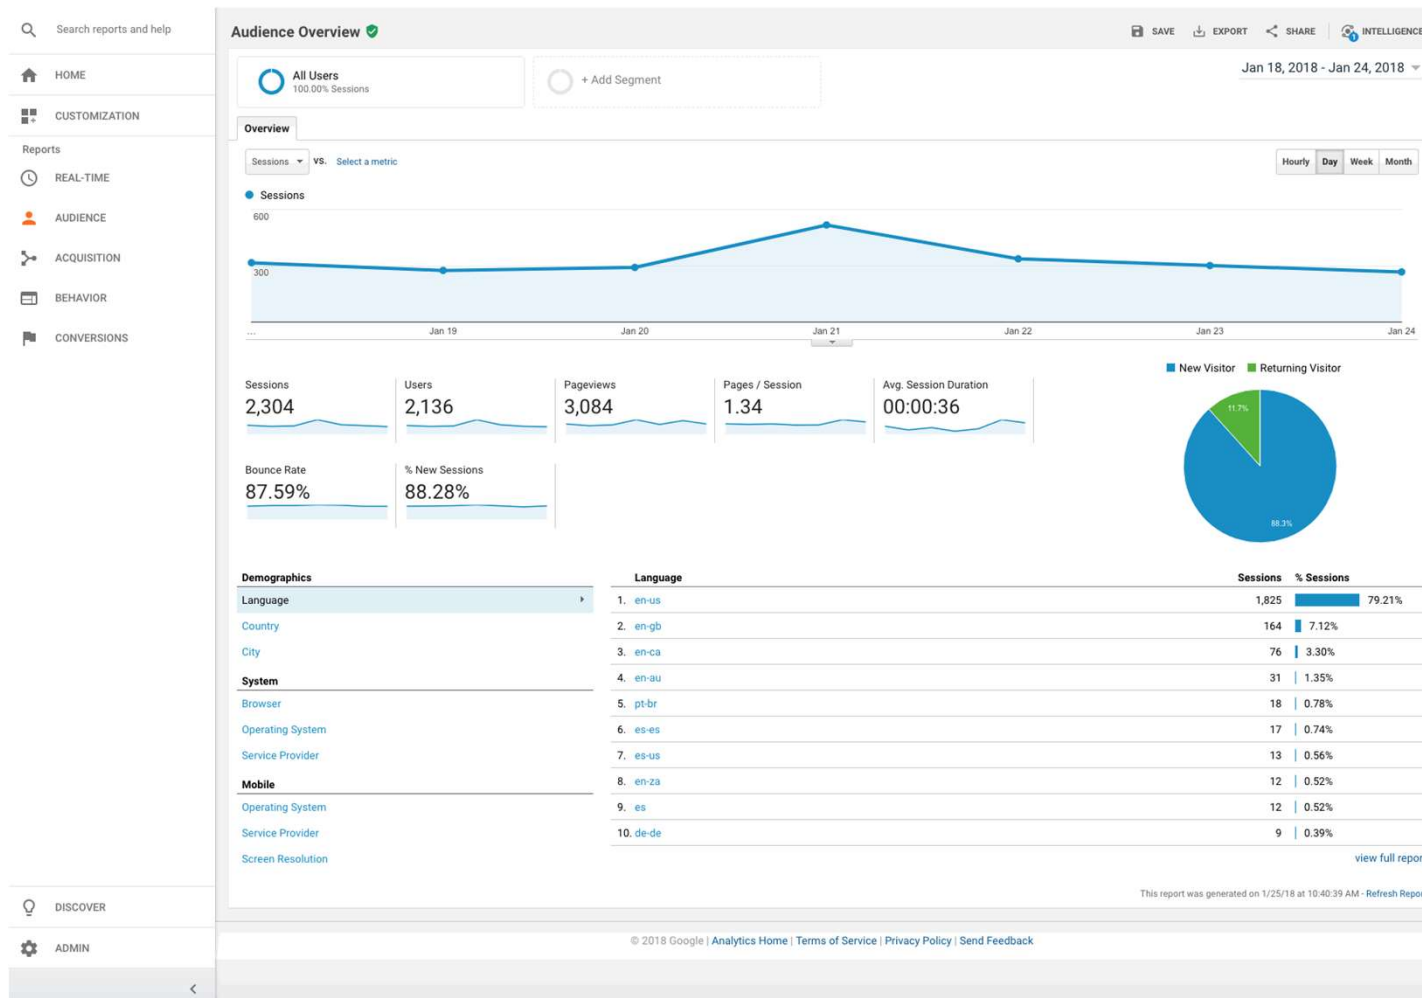 Search reports and help
HOME
CUSTOMIZATION
Reports
REAL-TIME
AUDIENCE
ACQUISITION
BEHAVIOR
CONVERSIONS
DISCOVER
ADMIN
Audience Overview
SAVE EXPORT SHARE INTELLIGENCE
1
All Users
100.00% Sessions
+ Add Segment
Jan 18, 2018 - Jan 24, 2018
Overview
Sessions VS. Select a metric
Hourly Day Week Month
Sessions
600
300
... Jan 19 Jan 20 Jan 21 Jan 22 Jan 23 Jan 24
New Visitor Returning Visitor
11.7%
88.3%
Sessions
2,304
Users
2,136
Pageviews
3,084
Pages / Session
1.34
Avg. Session Duration
00:00:36
Bounce Rate
87.59%
% New Sessions
88.28%
Demographics
Language
Country
City
System
Browser
Operating System
Service Provider
Mobile
Operating System
Service Provider
Screen Resolution
Language Sessions % Sessions
1. en-us 1,825 79.21%
2. en-gb 164 7.12%
3. en-ca 76 3.30%
4. en-au 31 1.35%
5. pt-br 18 0.78%
6. es-es 17 0.74%
7. es-us 13 0.56%
8. en-za 12 0.52%
9. es 12 0.52%
10. de-de 9 0.39%
view full repor
This report was generated on 1/25/18 at 10:40:39 AM - Refresh Repo
© 2018 Google | Analytics Home | Terms of Service | Privacy Policy | Send Feedback